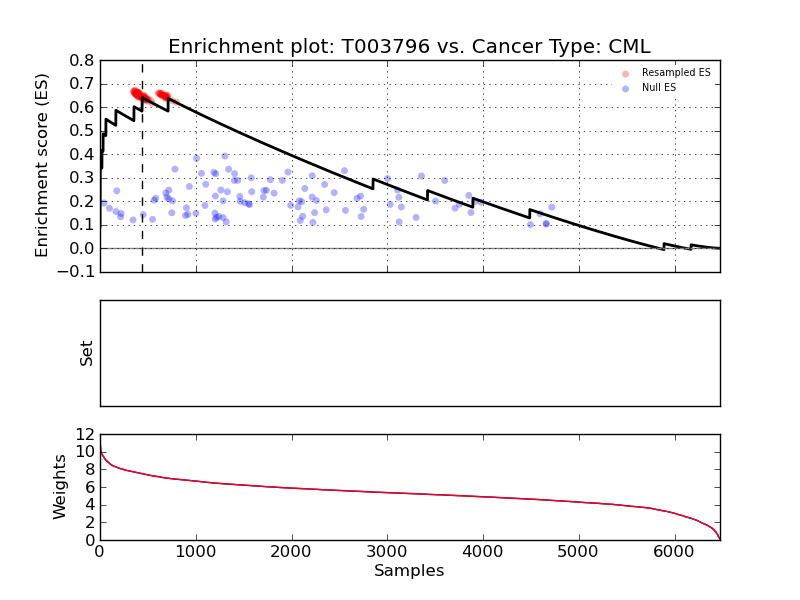 Enrichment plot: T003796 vs. Cancer Type: CML
Enrichment score (ES)
0.8
0.7
0.6
0.5
0.4
0.3
0.2
0.1
0.0
−0.1
Resampled ES
Null ES
Set
Weights
12
10
8
6
4
2
0
0 1000 2000 3000 4000 5000 6000
Samples